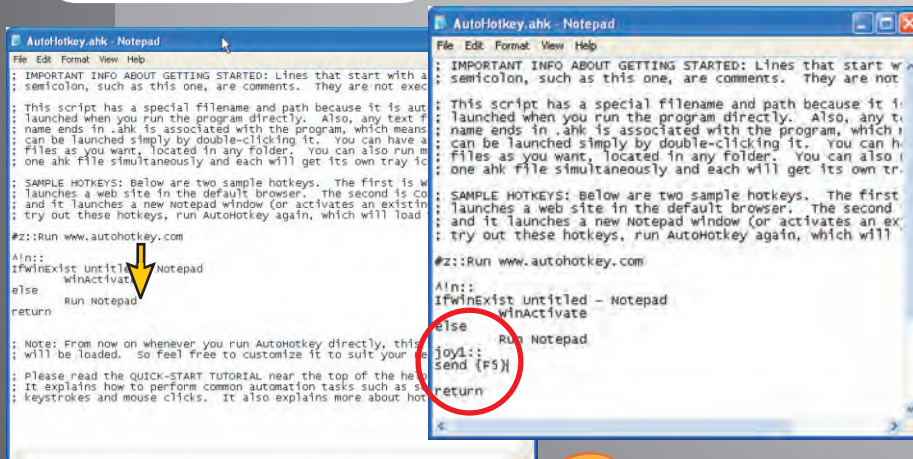 AutoHotkey.ahk - Notepad
File Edit Format View Help
; IMPORTANT INFO ABOUT GETTING STARTED: Lines that start with a
; semicolon, such as this one, are comments. They are not exec
; This script has a special filename and path because it is aut
; launched when you run the program directly. Also, any text f
; name ends in .ahk is associated with the program, which means
; can be launched simply by double-clicking it. You can have a
; files as you want, located in any folder. You can also run m
; one ahk file simultaneously and each will get its own tray ic
; SAMPLE HOTKEYS: Below are two sample hotkeys. The first is w
; launches a web site in the default browser. The second is co
; and it launches a new Notepad window (or activates an existin
; try out these hotkeys, run AutoHotkey again, which will load
#z::Run www.autohotkey.com
^!n::
IfWinExist Untitled Notepad
WinActivate
else
Run Notepad
return
; Note: From now on whenever you run AutoHotkey directly, this
; will be loaded. So feel free to customize it to suit your ne
; Please read the QUICK-START TUTORIAL near the top of the help
; It explains how to perform common automation tasks such as s
; keystrokes and mouse clicks. It also explains more about hot
AutoHotkey.ahk - Notepad
File Edit Format View Help
; IMPORTANT INFO ABOUT GETTING STARTED: Lines that start w
; semicolon, such as this one, are comments. They are not
; This script has a special filename and path because it i
; launched when you run the program directly. Also, any t
; name ends in .ahk is associated with the program, which
; can be launched simply by double-clicking it. You can h
; files as you want, located in any folder. You can also
; one ahk file simultaneously and each will get its own tr
; SAMPLE HOTKEYS: Below are two sample hotkeys. The first
; launches a web site in the default browser. The second
; and it launches a new Notepad window (or activates an ex
; try out these hotkeys, run AutoHotkey again, which will
#z::Run www.autohotkey.com
^!n::
IfWinExist Untitled - Notepad
WinActivate
else
Run Notepad
joy1::
send {F5}
return